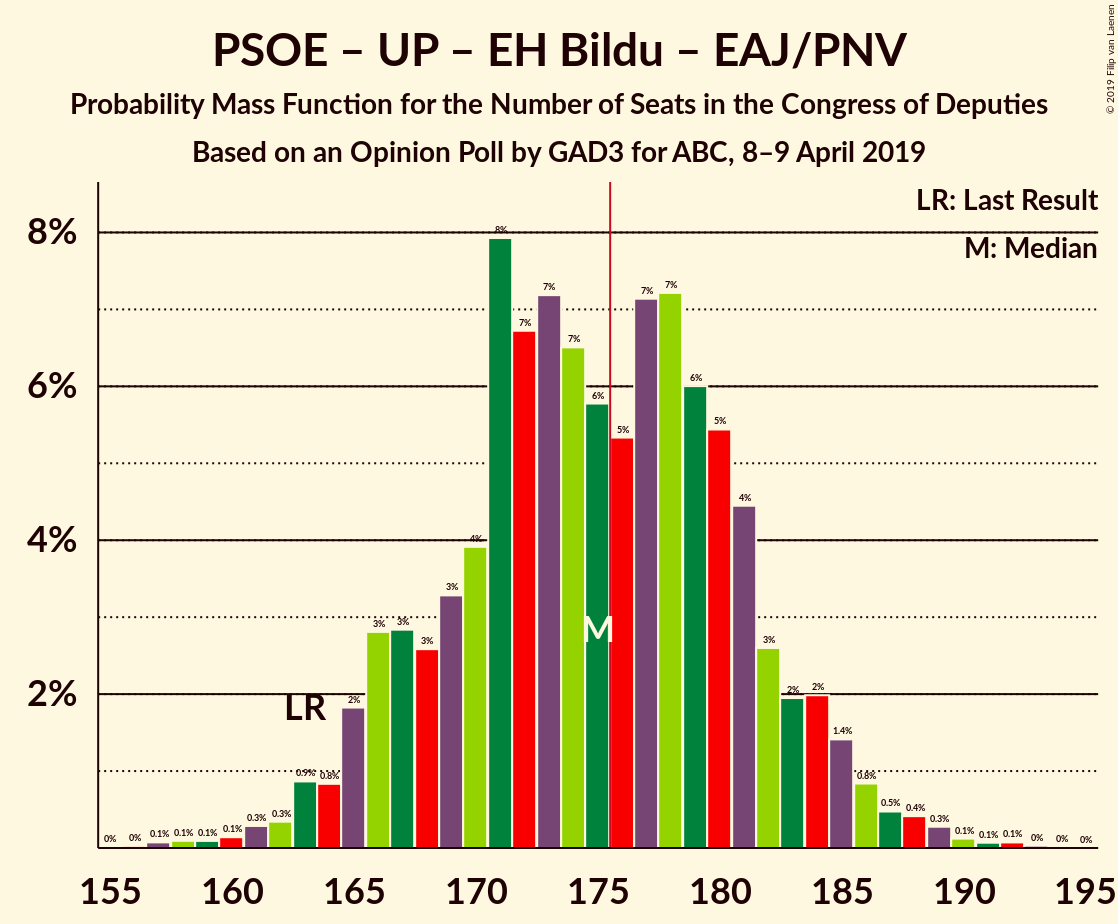 PSOE – UP – EH Bildu – EAJ/PNV
Probability Mass Function for the Number of Seats in the Congress of Deputies
Based on an Opinion Poll by GAD3 for ABC, 8–9 April 2019
© 2019 Filip van Laenen
LR: Last Result
M: Median
8%
6%
4%
2%
0% 0% 0.1% 0.1% 0.1% 0.1% 0.3% 0.3% 0.9% 0.8% 2% 3% 3% 3% 3% 4% 8% 7% 7% 7% 6% 5% 7% 7% 6% 5% 4% 3% 2% 2% 1.4% 0.8% 0.5% 0.4% 0.3% 0.1% 0.1% 0.1% 0% 0% 0%
LR
M
155 160 165 170 175 180 185 190 195